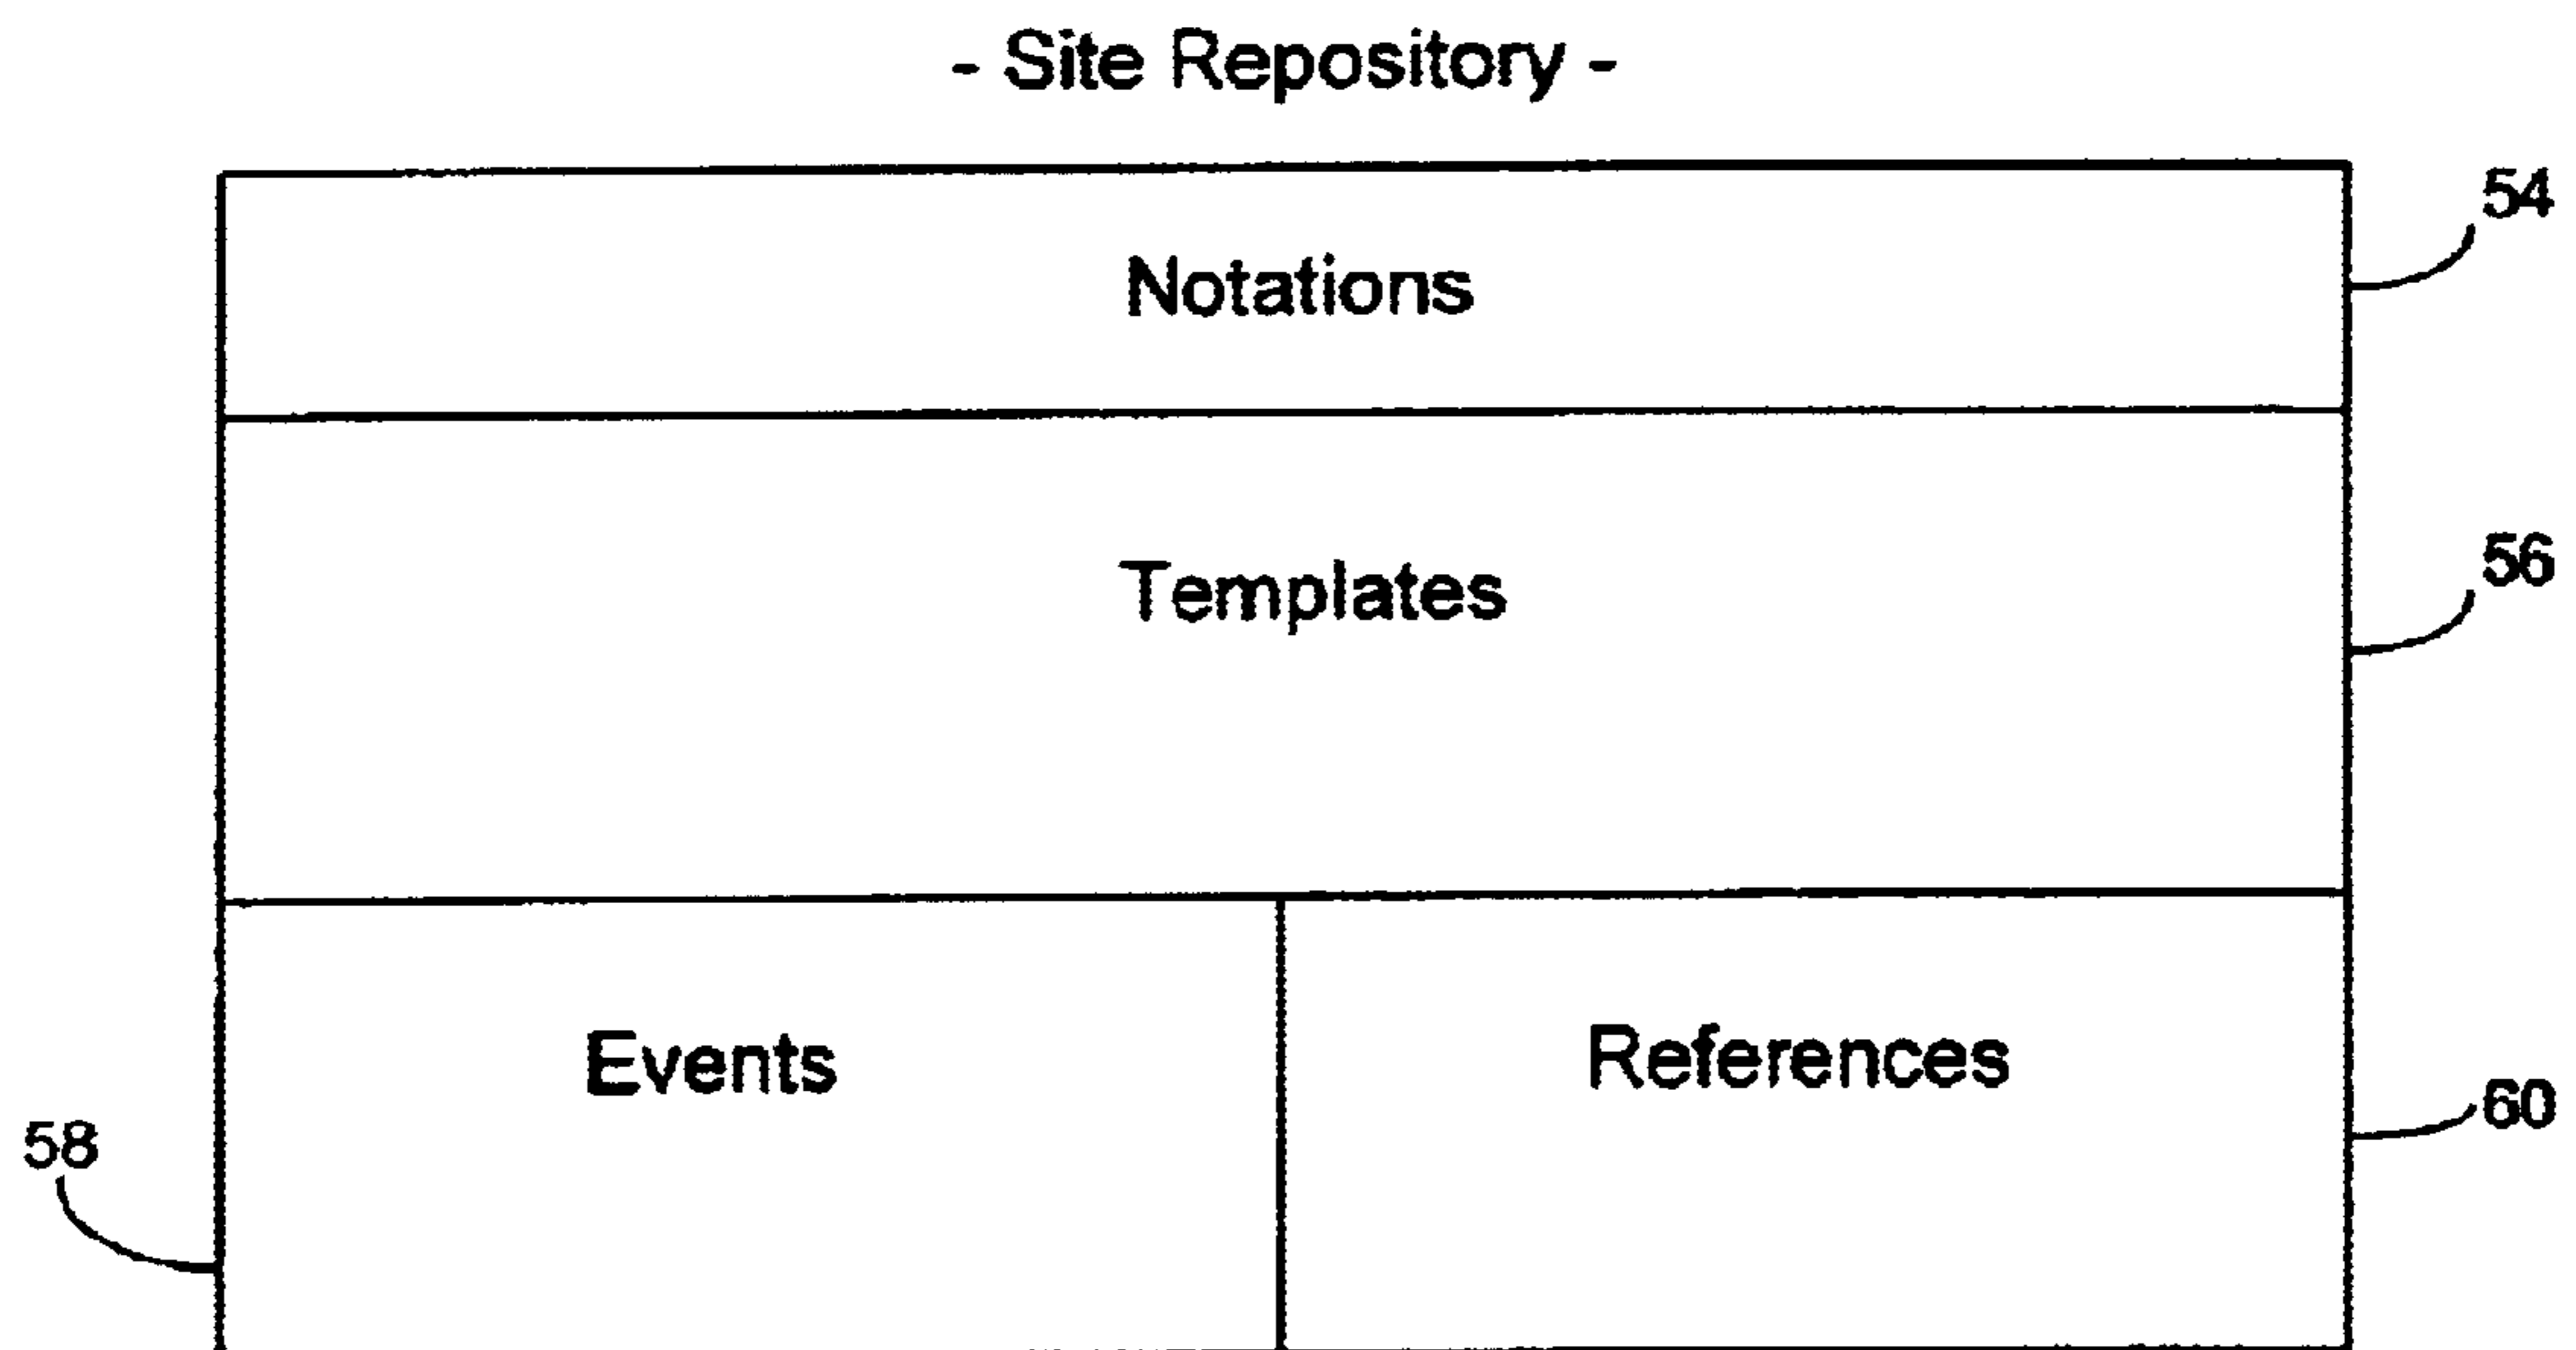 - Site Repository -
54
Notations
56
Templates
Events
References
58
60